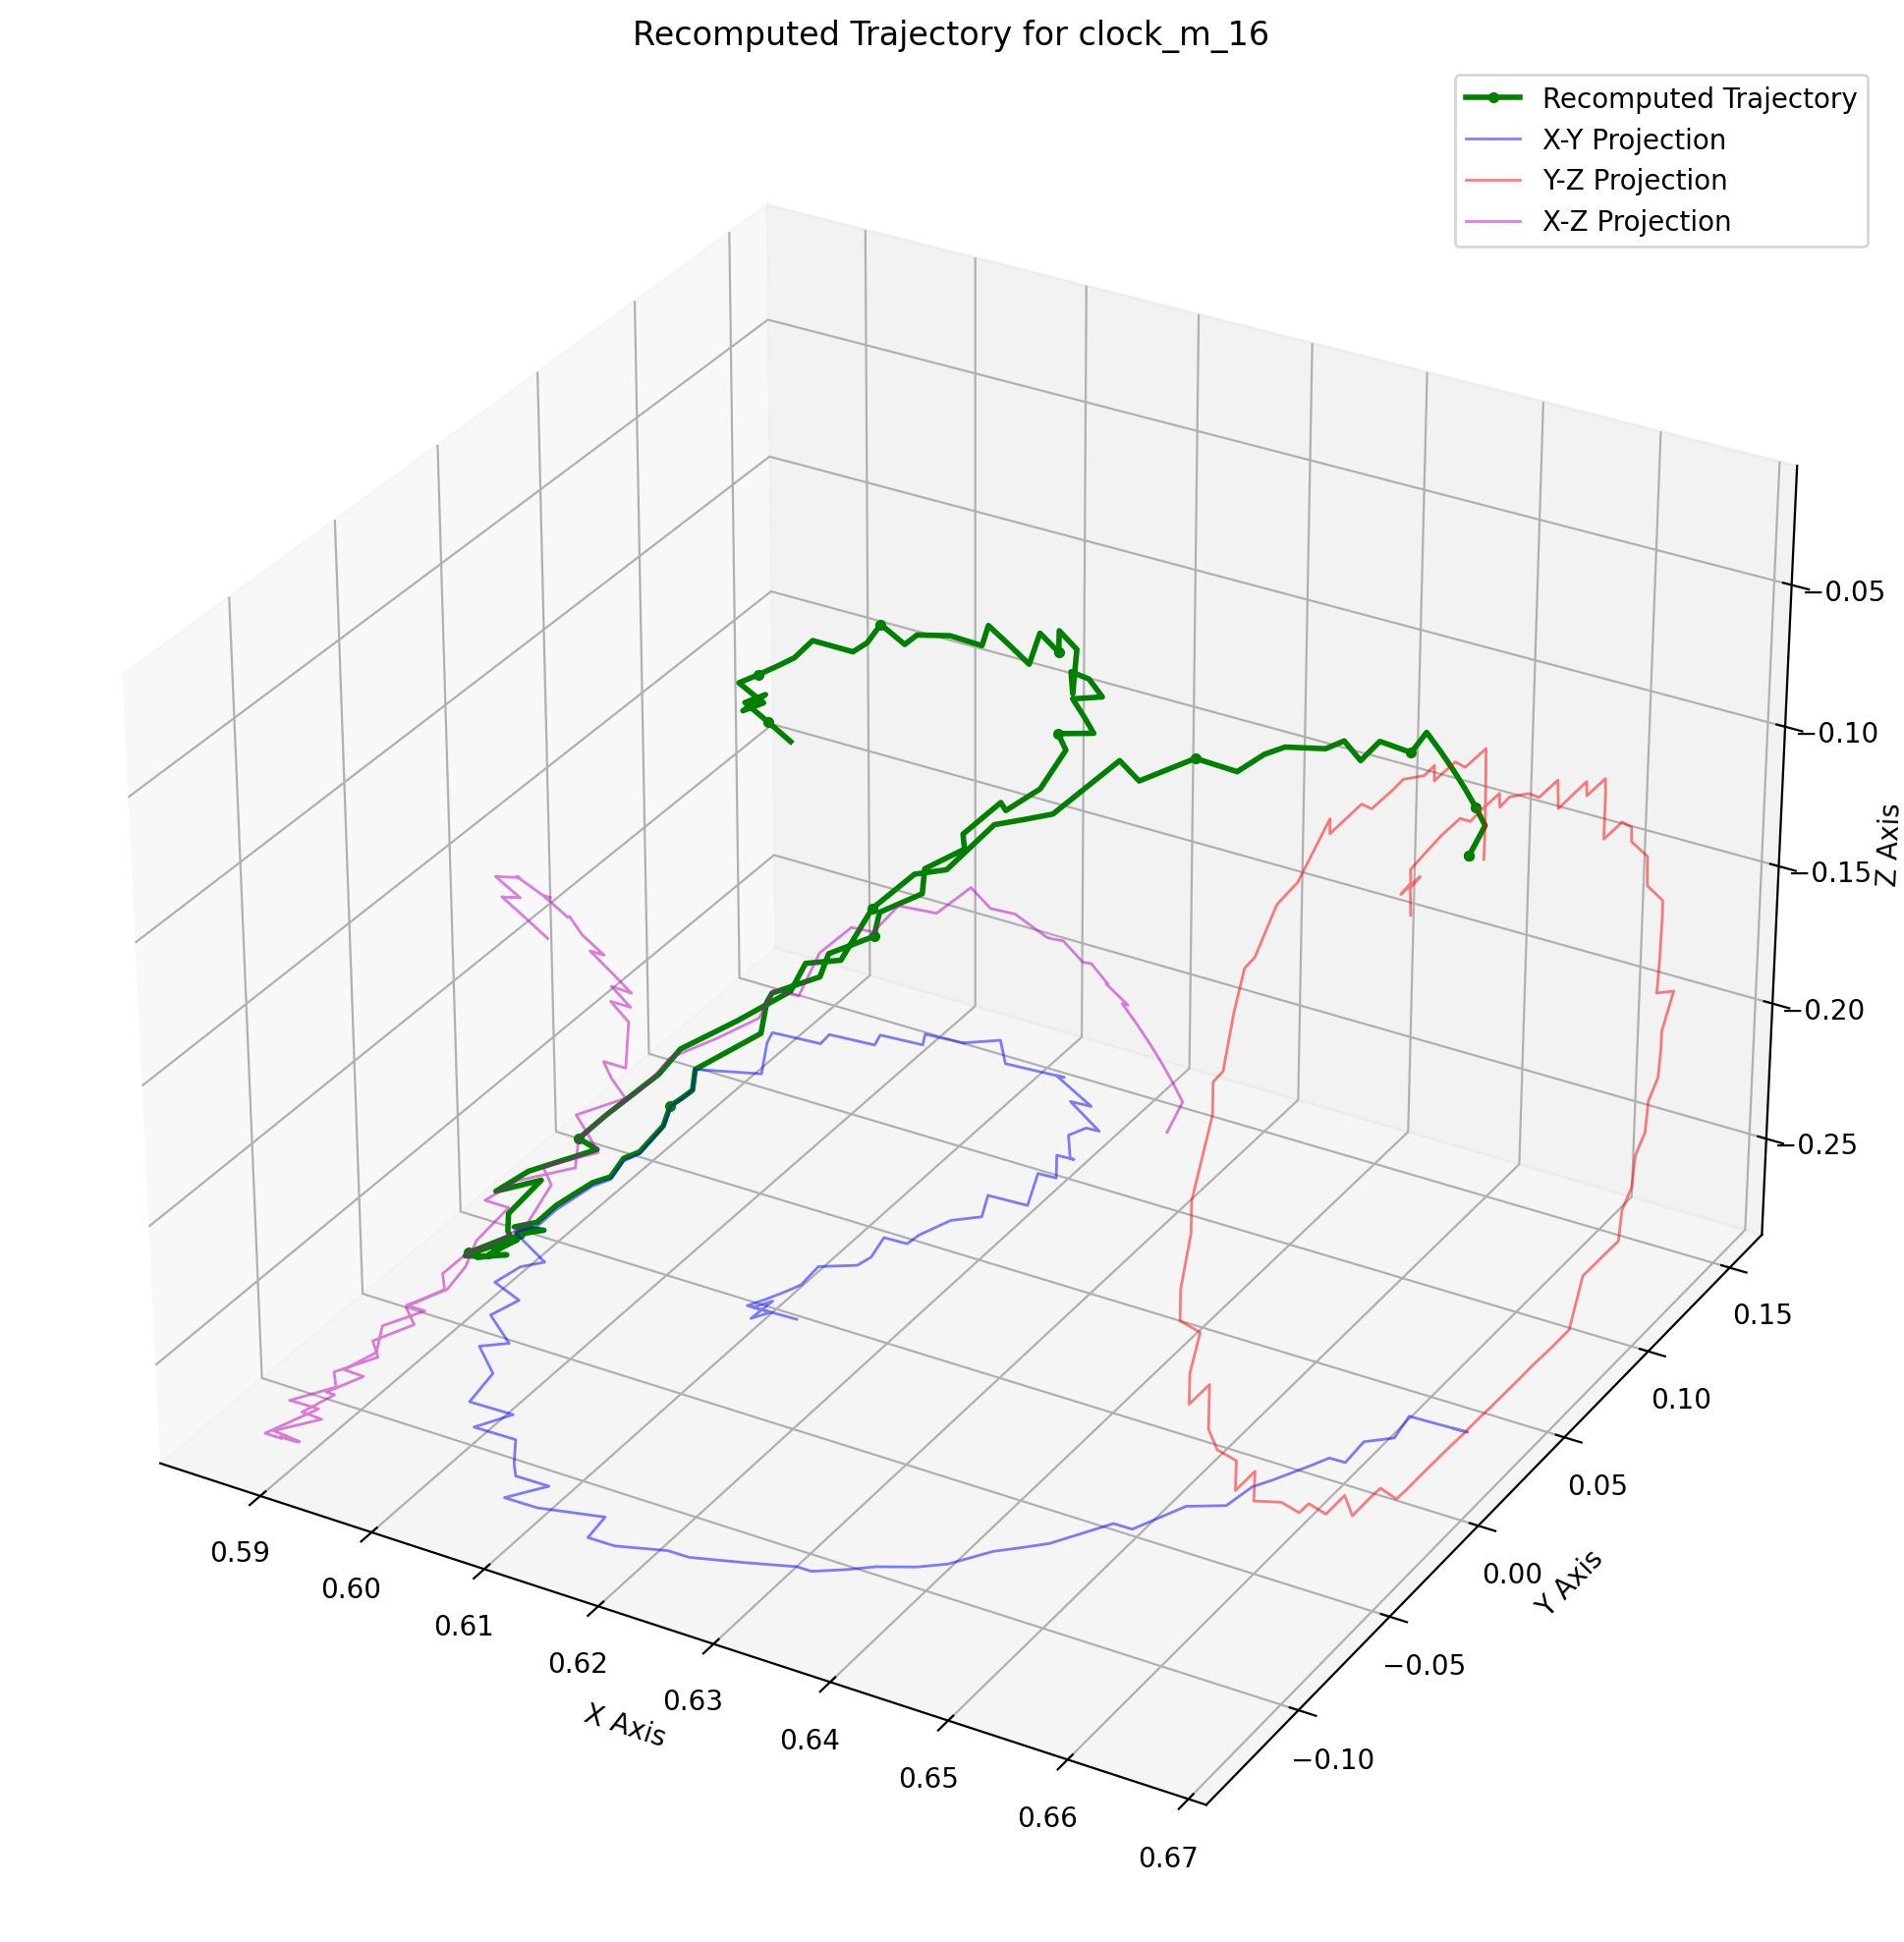 Recomputed Trajectory for clock_m_16
Recomputed Trajectory
X-Y Projection
Y-Z Projection
X-Z Projection
−0.05
−0.10
−0.15
−0.20
−0.25
Z Axis
0.15
0.10
0.05
0.00
−0.05
−0.10
Y Axis
0.59
0.60
0.61
0.62
0.63
0.64
0.65
0.66
0.67
X Axis